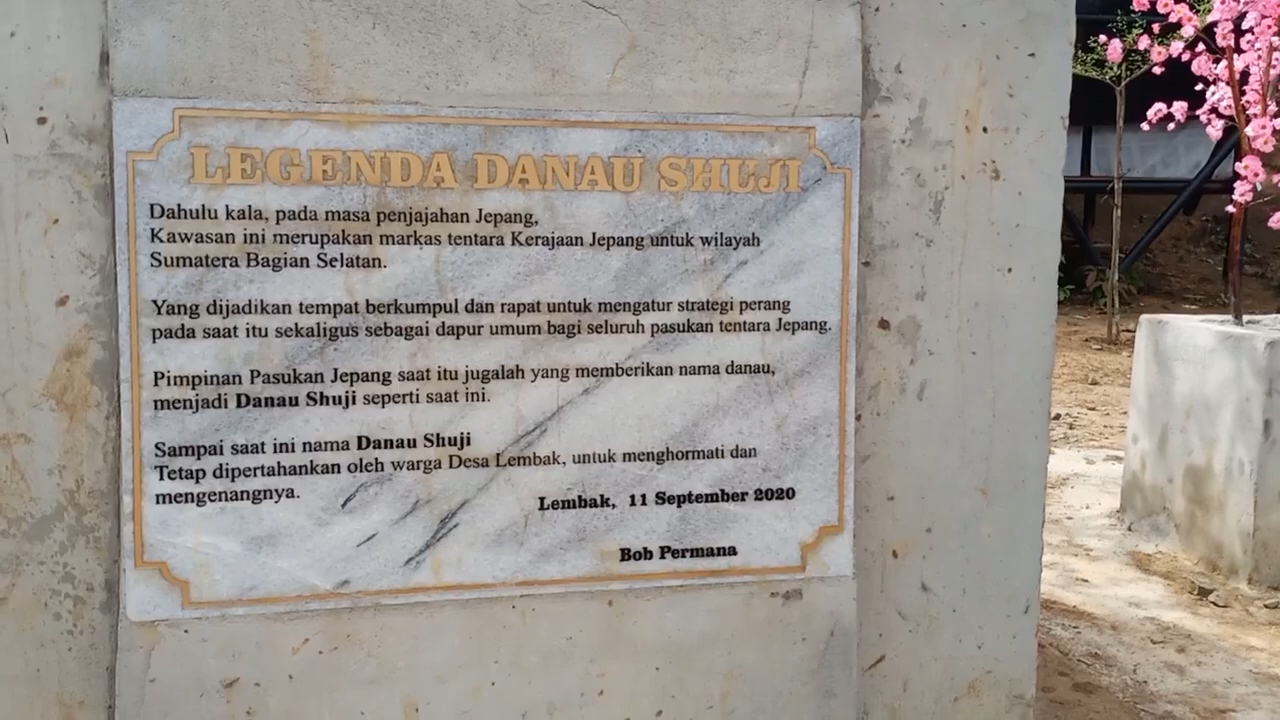 LEGENDA DANAU SHUJI
Dahulu kala, pada masa penjajahan Jepang,
Kawasan ini merupakan markas tentara Kerajaan Jepang untuk wilayah
Sumatera Bagian Selatan.
Yang dijadikan tempat berkumpul dan rapat untuk mengatur strategi perang
pada saat itu sekaligus sebagai dapur umum bagi seluruh pasukan tentara Jepang.
Pimpinan Pasukan Jepang saat itu jugalah yang memberikan nama danau,
menjadi Danau Shuji seperti saat ini.
Sampai saat ini nama Danau Shuji
Tetap dipertahankan oleh warga Desa Lembak, untuk menghormati dan
mengenangnya.
Lembak, 11 September 2020
Bob Permana